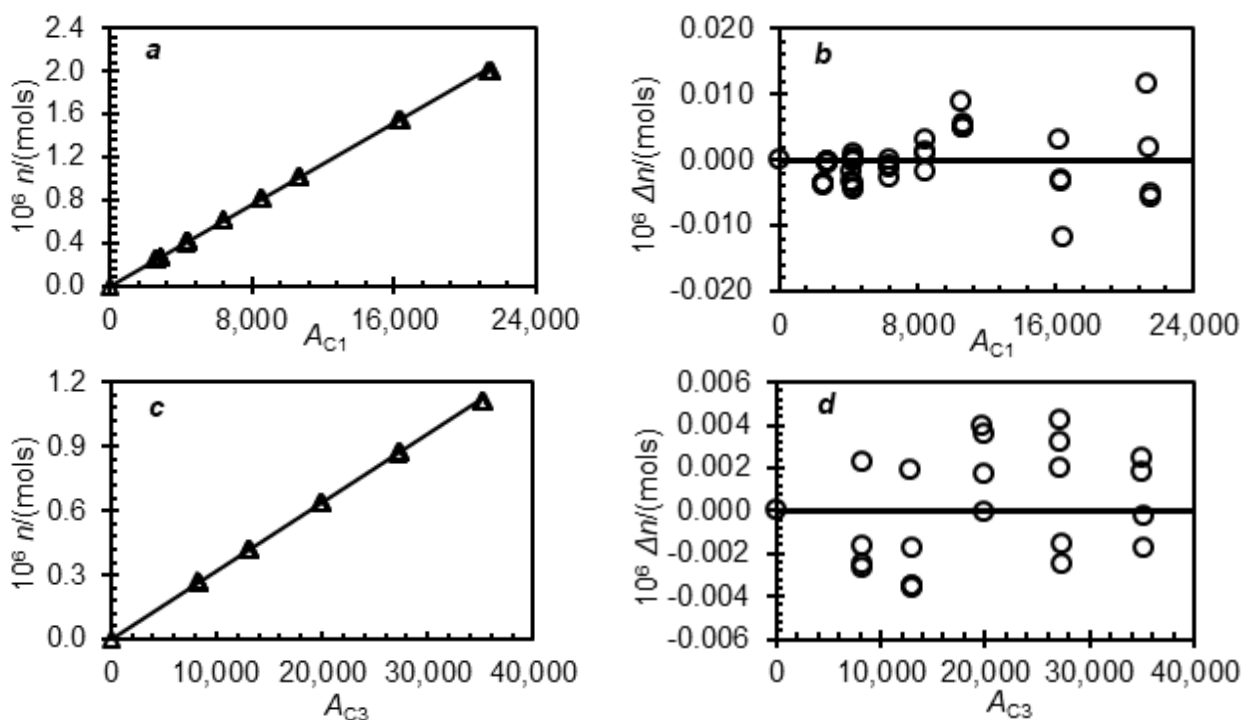 2.4
2.0
1.6
1.2
0.8
0.4
0.0
10⁶ n/(mols)
a
0 8,000 16,000 24,000
A_C1
0.020
0.010
0.000
-0.010
-0.020
10⁶ Δn/(mols)
b
0 8,000 16,000 24,000
A_C1
1.2
0.9
0.6
0.3
0.0
10⁶ n/(mols)
c
0 10,000 20,000 30,000 40,000
A_C3
0.006
0.004
0.002
0.000
-0.002
-0.004
-0.006
10⁶ Δn/(mols)
d
0 10,000 20,000 30,000 40,000
A_C3